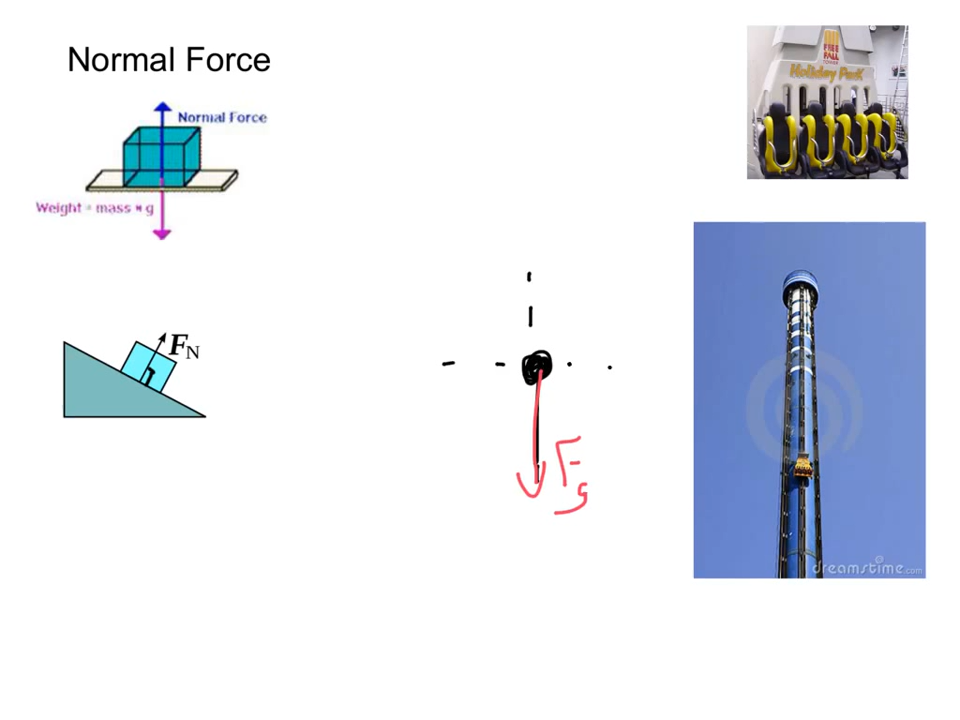 Normal Force
Normal Force
Weight = mass * g
FN
Fg
FREE
FALL
TOWER
Holiday Park
dreamstime.com